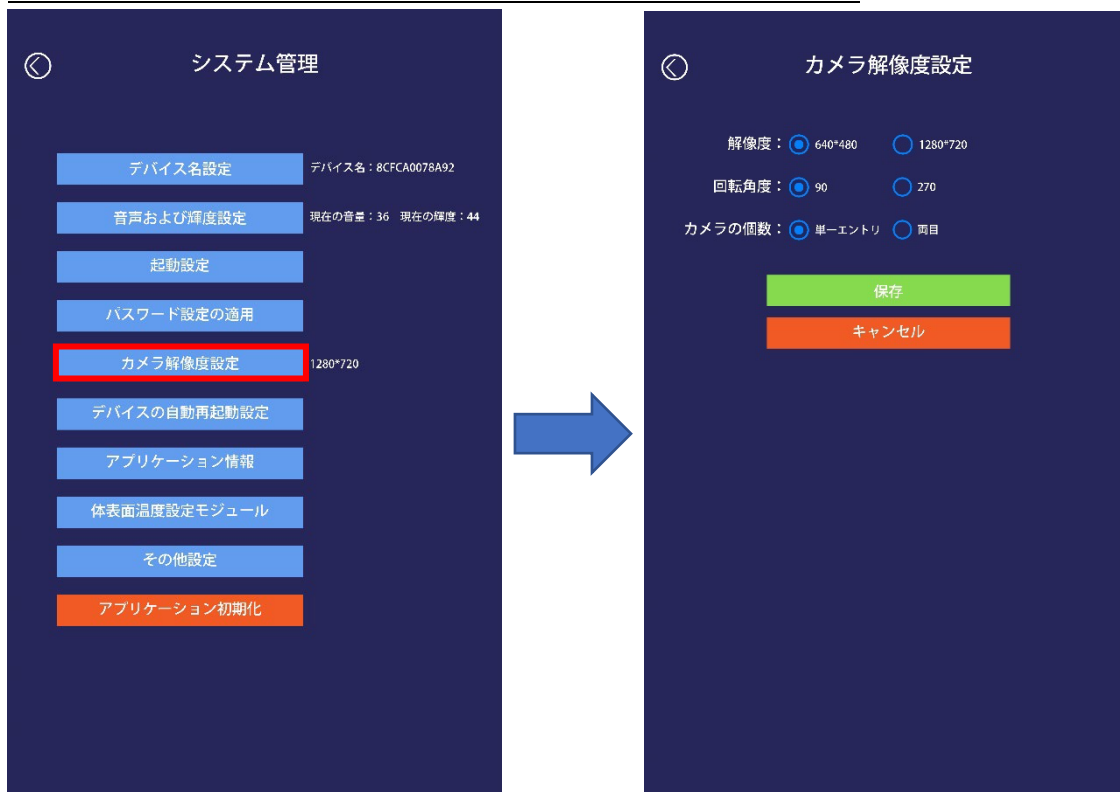 システム管理
デバイス名設定 デバイス名：8CFCA0078A92
音声および輝度設定 現在の音量：36 現在の輝度：44
起動設定
パスワード設定の適用
カメラ解像度設定 1280*720
デバイスの自動再起動設定
アプリケーション情報
体表面温度設定モジュール
その他設定
アプリケーション初期化
カメラ解像度設定
解像度： 640*480 1280*720
回転角度： 90 270
カメラの個数： 単一エントリ 両目
保存
キャンセル